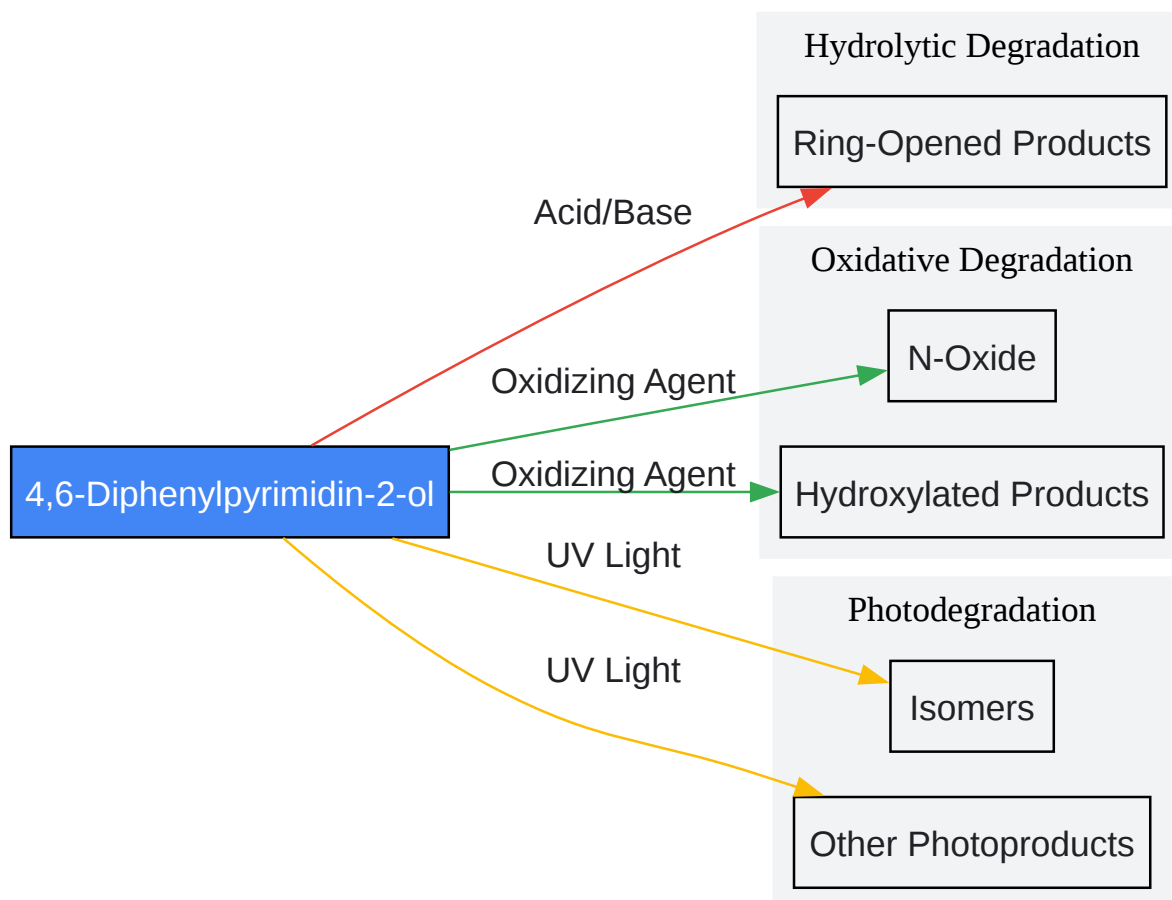 Hydrolytic Degradation
Ring-Opened Products
Acid/Base
Oxidative Degradation
N-Oxide
Oxidizing Agent
4,6-Diphenylpyrimidin-2-ol
Oxidizing Agent
Hydroxylated Products
UV Light
Photodegradation
UV Light
Isomers
Other Photoproducts